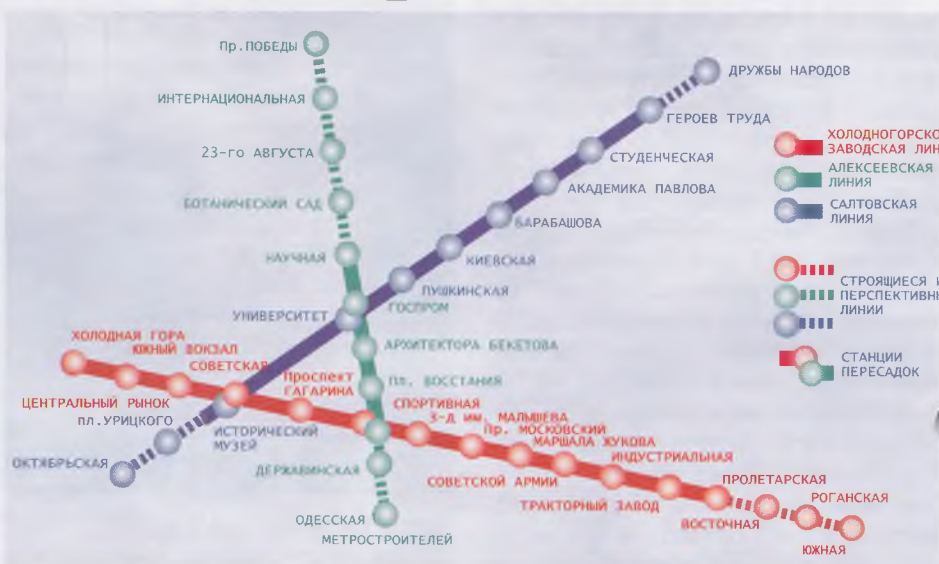 Пр.ПОБЕДЫ
ИНТЕРНАЦИОНАЛЬНАЯ
23-го АВГУСТА
БОТАНИЧЕСКИЙ САД
НАУЧНАЯ
УНИВЕРСИТЕТ
ДРУЖБЫ НАРОДОВ
ГЕРОЕВ ТРУДА
СТУДЕНЧЕСКАЯ
АКАДЕМИКА ПАВЛОВА
БАРАБАШОВА
КИЕВСКАЯ
ПУШКИНСКАЯ
ГОСПРОМ
АРХИТЕКТОРА БЕКЕТОВА
ПЛ. ВОССТАНИЯ
ХОЛОДНАЯ ГОРА
ЮЖНЫЙ ВОКЗАЛ
СОВЕТСКАЯ
Проспект
ГАГАРИНА
СПОРТИВНАЯ
З-Д ИМ. МАЛЫШЕВА
Пр. МОСКОВСКИЙ
МАРШАЛА ЖУКОВА
ИНДУСТРИАЛЬНАЯ
ПРОЛЕТАРСКАЯ
РОГАНСКАЯ
ЦЕНТРАЛЬНЫЙ РЫНОК
ПЛ.УРИЦКОГО
ОКТЯБРЬСКАЯ
ИСТОРИЧЕСКИЙ
МУЗЕЙ
ДЕРЖАВИНСКАЯ
ОДЕССКАЯ
МЕТРОСТРОИТЕЛЕЙ
СОВЕТСКОЙ АРМИИ
ТРАКТОРНЫЙ ЗАВОД
ВОСТОЧНАЯ
ЮЖНАЯ
ХОЛОДНОГОРСКО
ЗАВОДСКАЯ ЛИН
АЛЕКСЕЕВСКАЯ
ЛИНИЯ
САЛТОВСКАЯ
ЛИНИЯ
СТРОЯЩИЕСЯ И
ПЕРСПЕКТИВНЫ
ЛИНИИ
СТАНЦИИ
ПЕРЕСАДОК